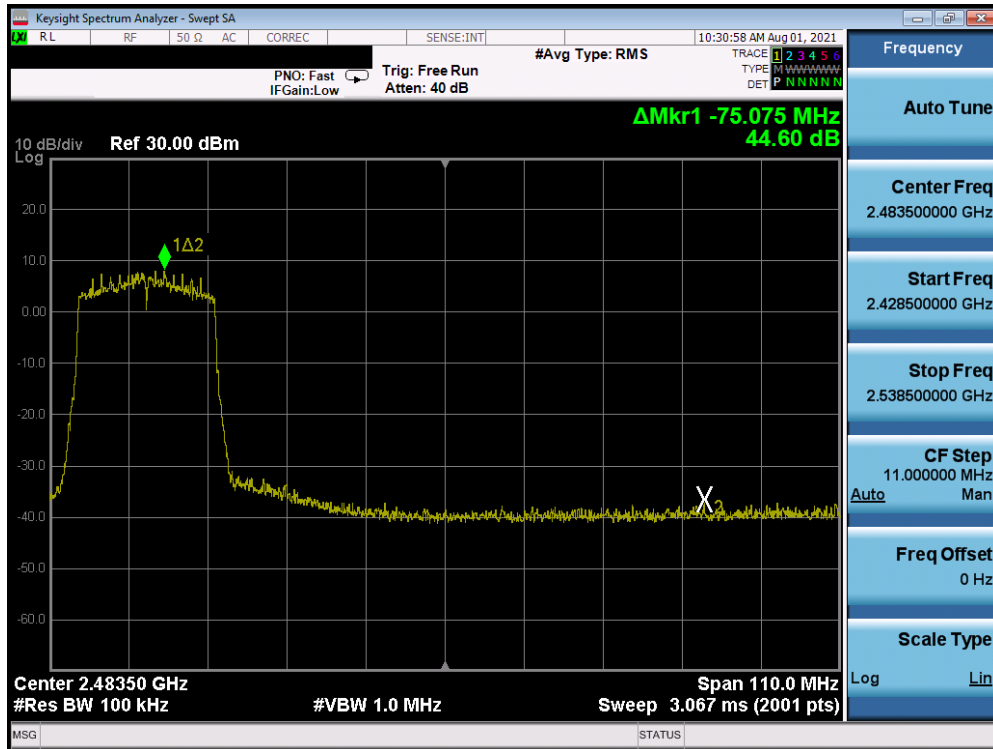 Keysight Spectrum Analyzer - Swept SA
LXI RL RF 50 Ω AC CORREC SENSE:INT 10:30:58 AM Aug 01, 2021
#Avg Type: RMS
TRACE 1 2 3 4 5 6
PNO: Fast Trig: Free Run
TYPE M W W W W W
IFGain:Low Atten: 40 dB
DET P N N N N N
ΔMkr1 -75.075 MHz
44.60 dB
10 dB/div Ref 30.00 dBm
Log
20.0
1Δ2
10.0
0.00
-10.0
-20.0
-30.0
X
-40.0
-50.0
-60.0
Center 2.48350 GHz Span 110.0 MHz
#Res BW 100 kHz #VBW 1.0 MHz Sweep 3.067 ms (2001 pts)
MSG STATUS
Frequency
Auto Tune
Center Freq
2.483500000 GHz
Start Freq
2.428500000 GHz
Stop Freq
2.538500000 GHz
CF Step
11.000000 MHz
Auto Man
Freq Offset
0 Hz
Scale Type
Log Lin